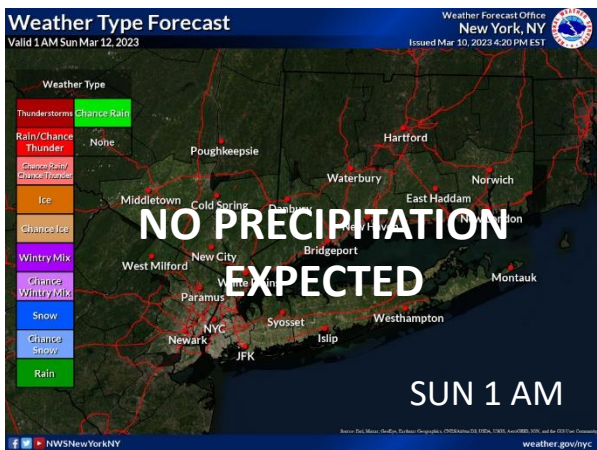 Weather Type Forecast
Valid 1 AM Sun Mar 12, 2023
Weather Forecast Office
New York, NY
Issued Mar 10, 2023 4:20 PM EST
Weather Type
Thunderstorms
Chance Rain
Rain/Chance
Thunder
None
Chance Rain/
Chance Thunder
Ice
Chance Ice
Wintry Mix
Chance
Wintry Mix
Snow
Chance
Snow
Rain
Hartford
Poughkeepsie
Waterbury
Norwich
Middletown
Cold Spring
Danbury
East Haddam
New London
New Haven
NO PRECIPITATION
EXPECTED
West Milford
New City
Bridgeport
White Plains
Montauk
Paramus
NYC
Syosset
Westhampton
Newark
Islip
JFK
SUN 1 AM
NWSNewYorkNY
weather.gov/nyc